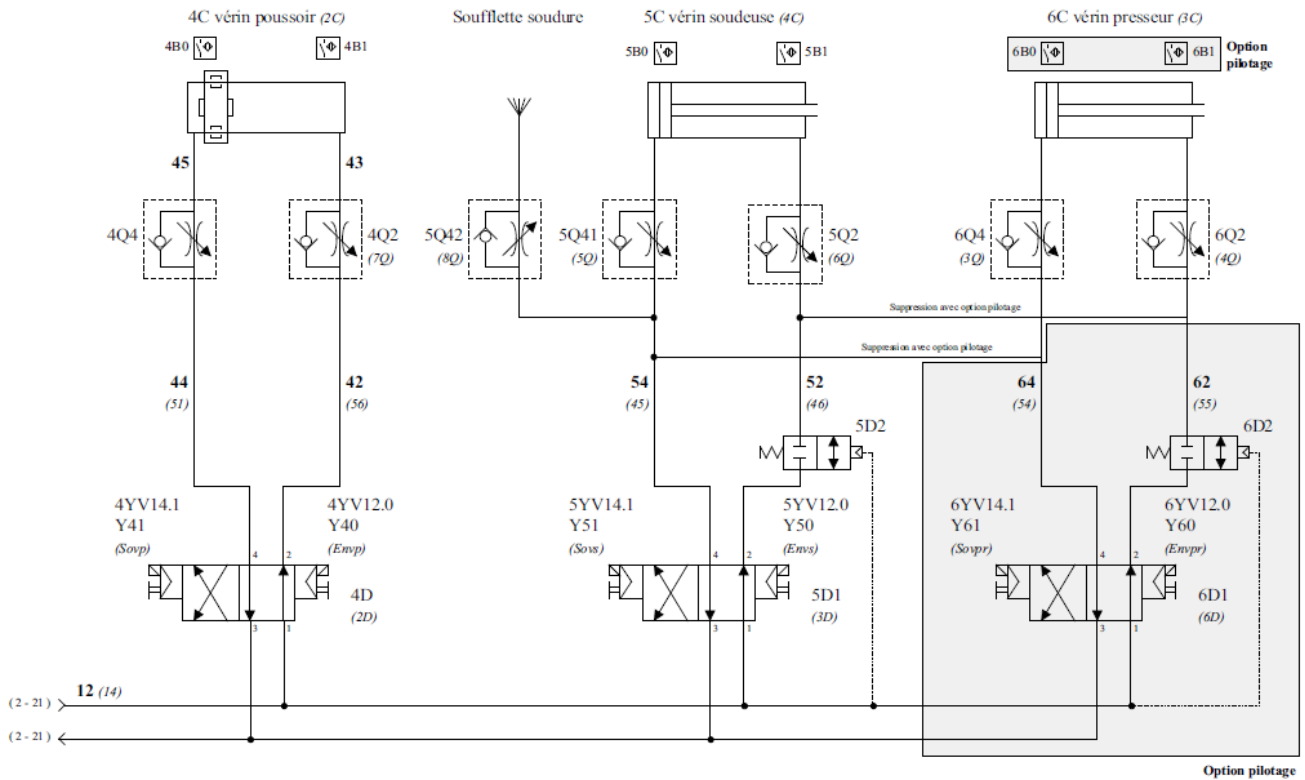 4C vérin poussoir (2C)
Soufflette soudure
5C vérin soudeuse (4C)
6C vérin presseur (3C)
4B0
4B1
5B0
5B1
6B0
6B1
Option
pilotage
45
43
4Q4
4Q2
(7Q)
5Q42
(8Q)
5Q41
(5Q)
5Q2
(6Q)
6Q4
(3Q)
6Q2
(4Q)
Suppression avec option pilotage
Suppression avec option pilotage
44
(51)
42
(56)
54
(45)
52
(46)
64
(54)
62
(55)
5D2
6D2
4YV14.1
Y41
(Sovp)
4YV12.0
Y40
(Envp)
5YV14.1
Y51
(Sovs)
5YV12.0
Y50
(Envs)
6YV14.1
Y61
(Sovpr)
6YV12.0
Y60
(Envpr)
4 2
4 2
4 2
4D
(2D)
5D1
(3D)
6D1
(6D)
3 1
3 1
3 1
12 (14)
(2 - 21)
(2 - 21)
Option pilotage